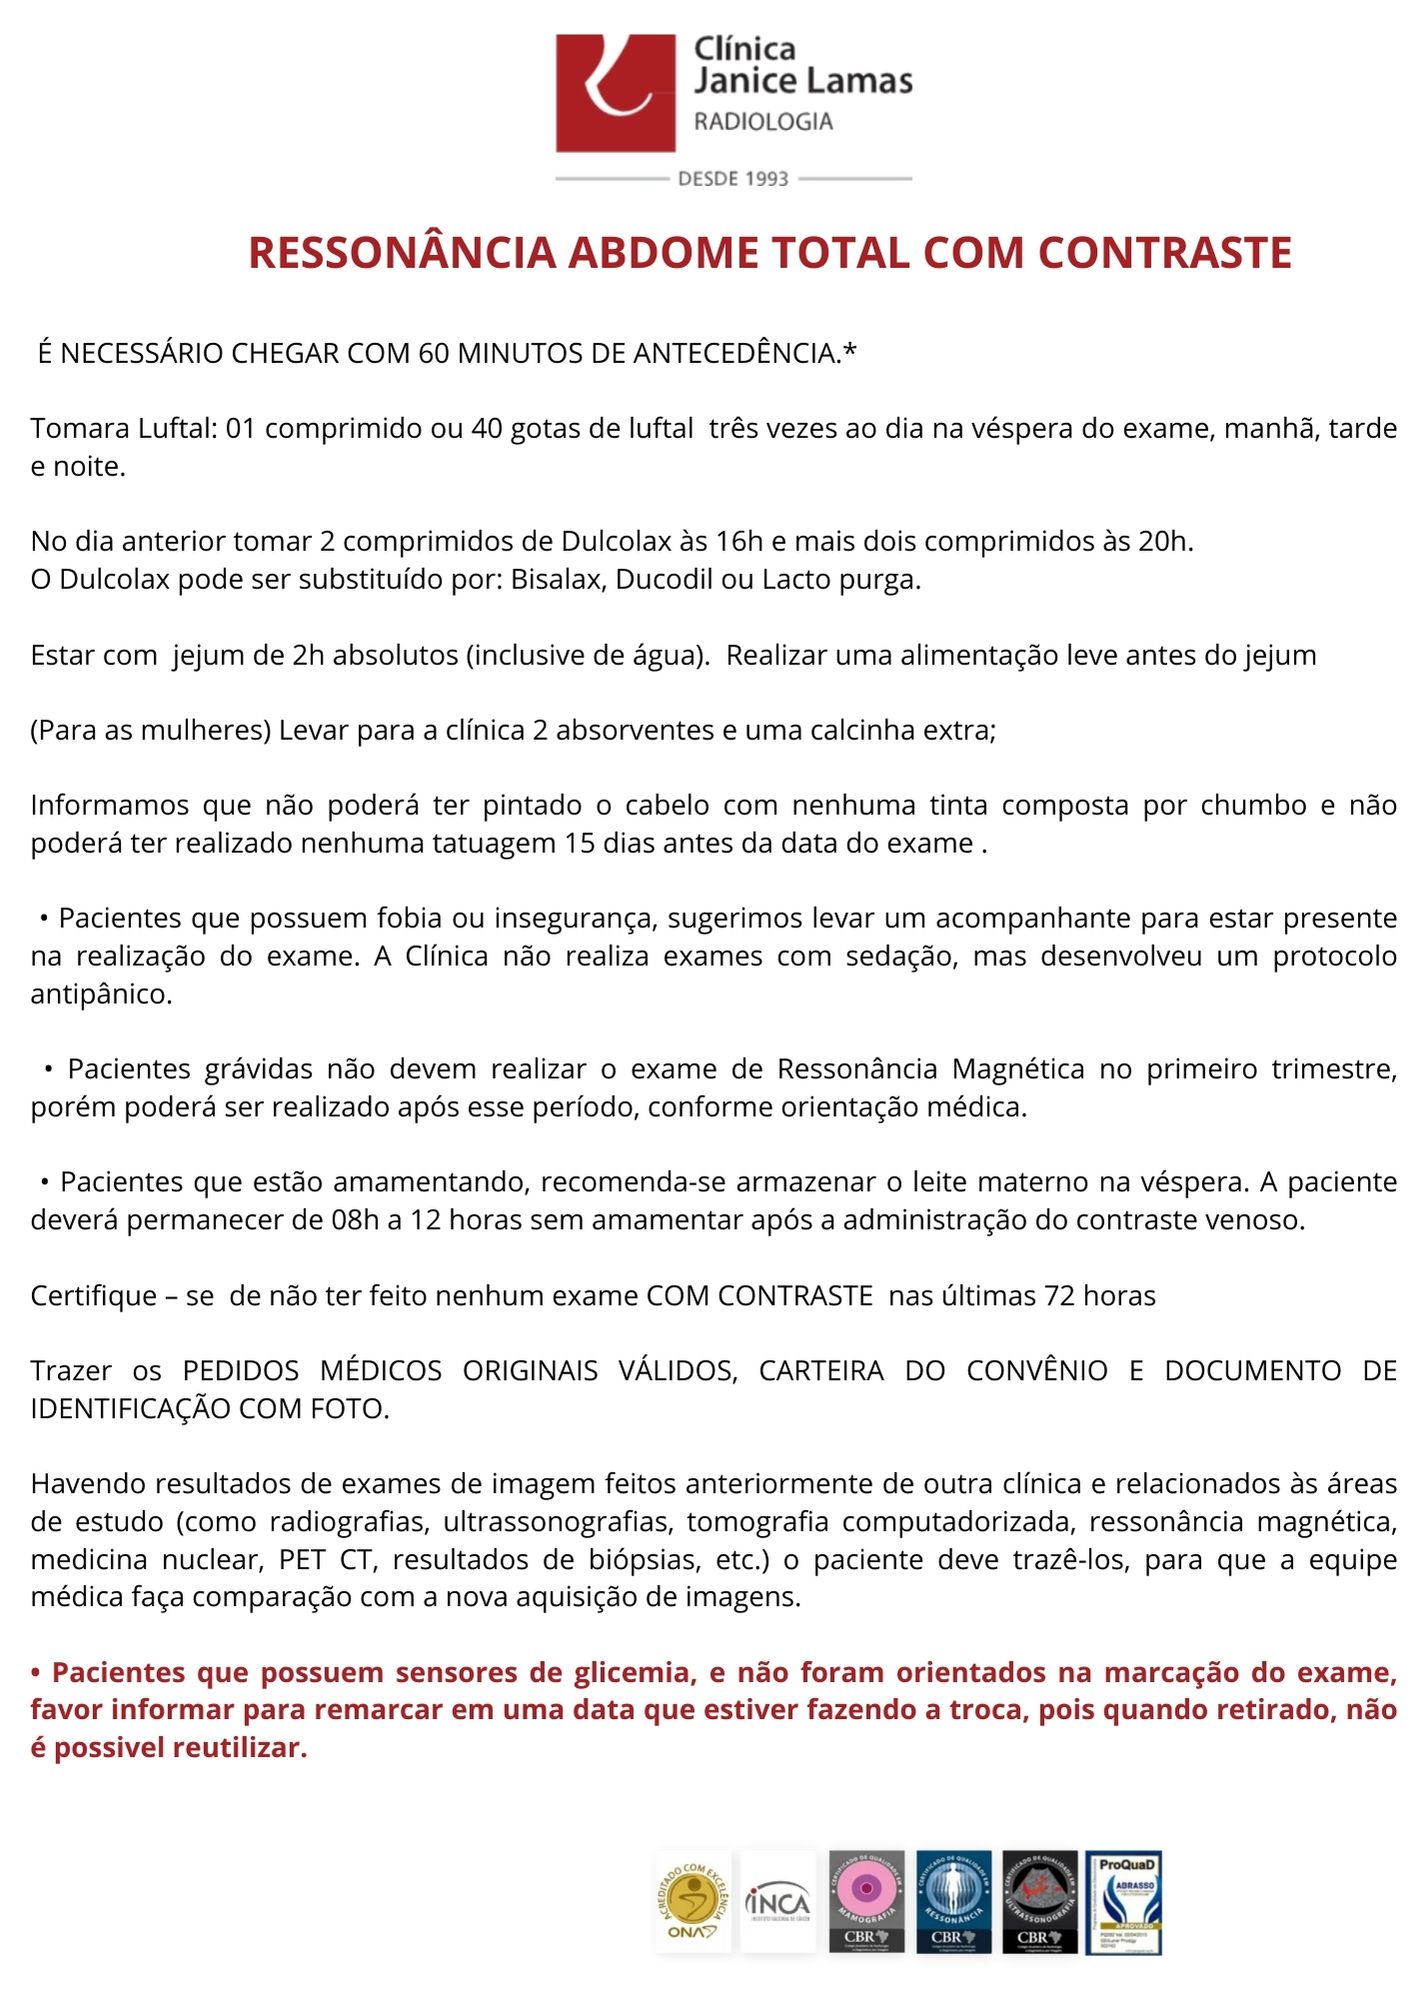 Clínica
Janice Lamas
RADIOLOGIA
DESDE 1993
RESSONÂNCIA ABDOME TOTAL COM CONTRASTE
É NECESSÁRIO CHEGAR COM 60 MINUTOS DE ANTECEDÊNCIA.*
Tomara Luftal: 01 comprimido ou 40 gotas de luftal três vezes ao dia na véspera do exame, manhã, tarde
e noite.
No dia anterior tomar 2 comprimidos de Dulcolax às 16h e mais dois comprimidos às 20h.
O Dulcolax pode ser substituído por: Bisalax, Ducodil ou Lacto purga.
Estar com jejum de 2h absolutos (inclusive de água). Realizar uma alimentação leve antes do jejum
(Para as mulheres) Levar para a clínica 2 absorventes e uma calcinha extra;
Informamos que não poderá ter pintado o cabelo com nenhuma tinta composta por chumbo e não
poderá ter realizado nenhuma tatuagem 15 dias antes da data do exame .
• Pacientes que possuem fobia ou insegurança, sugerimos levar um acompanhante para estar presente
na realização do exame. A Clínica não realiza exames com sedação, mas desenvolveu um protocolo
antipânico.
• Pacientes grávidas não devem realizar o exame de Ressonância Magnética no primeiro trimestre,
porém poderá ser realizado após esse período, conforme orientação médica.
• Pacientes que estão amamentando, recomenda-se armazenar o leite materno na véspera. A paciente
deverá permanecer de 08h a 12 horas sem amamentar após a administração do contraste venoso.
Certifique – se de não ter feito nenhum exame COM CONTRASTE nas últimas 72 horas
Trazer os PEDIDOS MÉDICOS ORIGINAIS VÁLIDOS, CARTEIRA DO CONVÊNIO E DOCUMENTO DE
IDENTIFICAÇÃO COM FOTO.
Havendo resultados de exames de imagem feitos anteriormente de outra clínica e relacionados às áreas
de estudo (como radiografias, ultrassonografias, tomografia computadorizada, ressonância magnética,
medicina nuclear, PET CT, resultados de biópsias, etc.) o paciente deve trazê-los, para que a equipe
médica faça comparação com a nova aquisição de imagens.
• Pacientes que possuem sensores de glicemia, e não foram orientados na marcação do exame,
favor informar para remarcar em uma data que estiver fazendo a troca, pois quando retirado, não
é possivel reutilizar.
ACREDITADO COM EXCELÊNCIA
ONA
INCA
INSTITUTO NACIONAL DE CÂNCER
CERTIFICADO DE QUALIDADE EM
MAMOGRAFIA
CBR
CERTIFICADO DE QUALIDADE EM
RESSONÂNCIA
CBR
CERTIFICADO DE QUALIDADE EM
ULTRASSONOGRAFIA
CBR
ProQuaD
ABRASSO
APROVADO